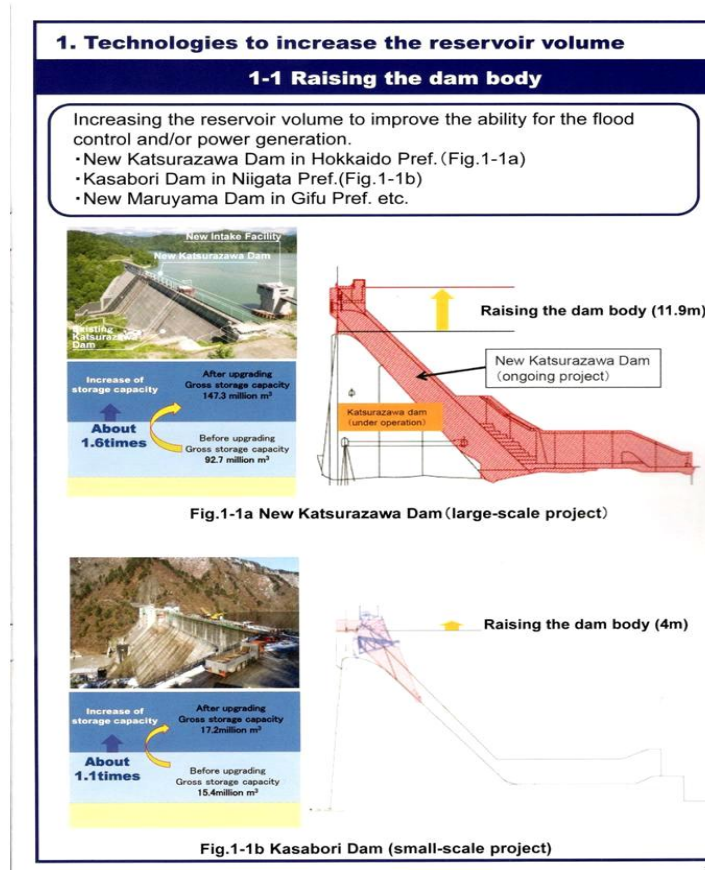 1. Technologies to increase the reservoir volume
1-1 Raising the dam body
Increasing the reservoir volume to improve the ability for the flood
control and/or power generation.
・New Katsurazawa Dam in Hokkaido Pref.(Fig.1-1a)
・Kasabori Dam in Niigata Pref.(Fig.1-1b)
・New Maruyama Dam in Gifu Pref. etc.
New Intake Facility
New Katsurazawa Dam
Existing
Katsurazawa
Dam
Increase of
storage capacity
About
1.6times
After upgrading
Gross storage capacity
147.3 million m³
Before upgrading
Gross storage capacity
92.7 million m³
Raising the dam body (11.9m)
New Katsurazawa Dam
(ongoing project)
Katsurazawa dam
(under operation)
Fig.1-1a New Katsurazawa Dam(large-scale project)
Increase of
storage capacity
About
1.1times
After upgrading
Gross storage capacity
17.2million m³
Before upgrading
Gross storage capacity
15.4million m³
Raising the dam body (4m)
Fig.1-1b Kasabori Dam (small-scale project)